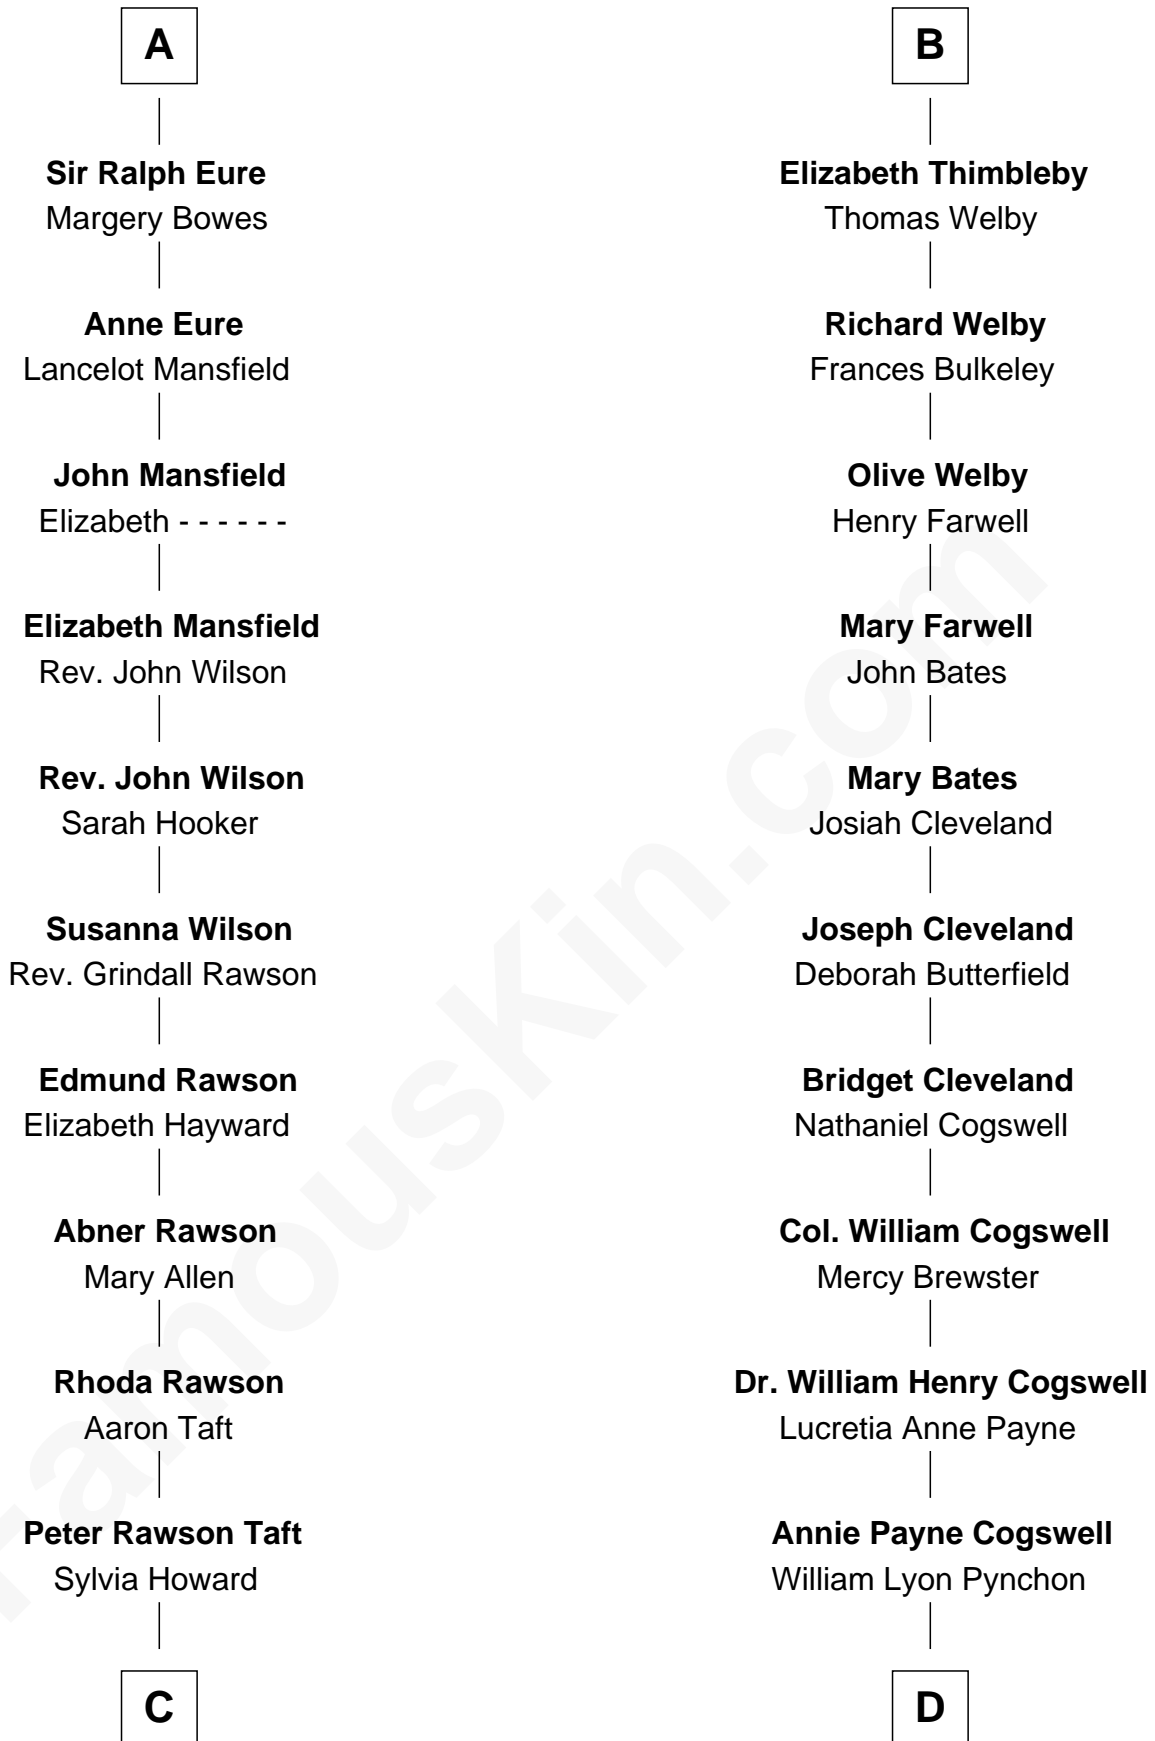 A
Sir Ralph Eure
Margery Bowes
Anne Eure
Lancelot Mansfield
John Mansfield
Elizabeth - - - - - -
Elizabeth Mansfield
Rev. John Wilson
Rev. John Wilson
Sarah Hooker
Susanna Wilson
Rev. Grindall Rawson
Edmund Rawson
Elizabeth Hayward
Abner Rawson
Mary Allen
Rhoda Rawson
Aaron Taft
Peter Rawson Taft
Sylvia Howard
C
B
Elizabeth Thimbleby
Thomas Welby
Richard Welby
Frances Bulkeley
Olive Welby
Henry Farwell
Mary Farwell
John Bates
Mary Bates
Josiah Cleveland
Joseph Cleveland
Deborah Butterfield
Bridget Cleveland
Nathaniel Cogswell
Col. William Cogswell
Mercy Brewster
Dr. William Henry Cogswell
Lucretia Anne Payne
Annie Payne Cogswell
William Lyon Pynchon
D
FamousKin.com